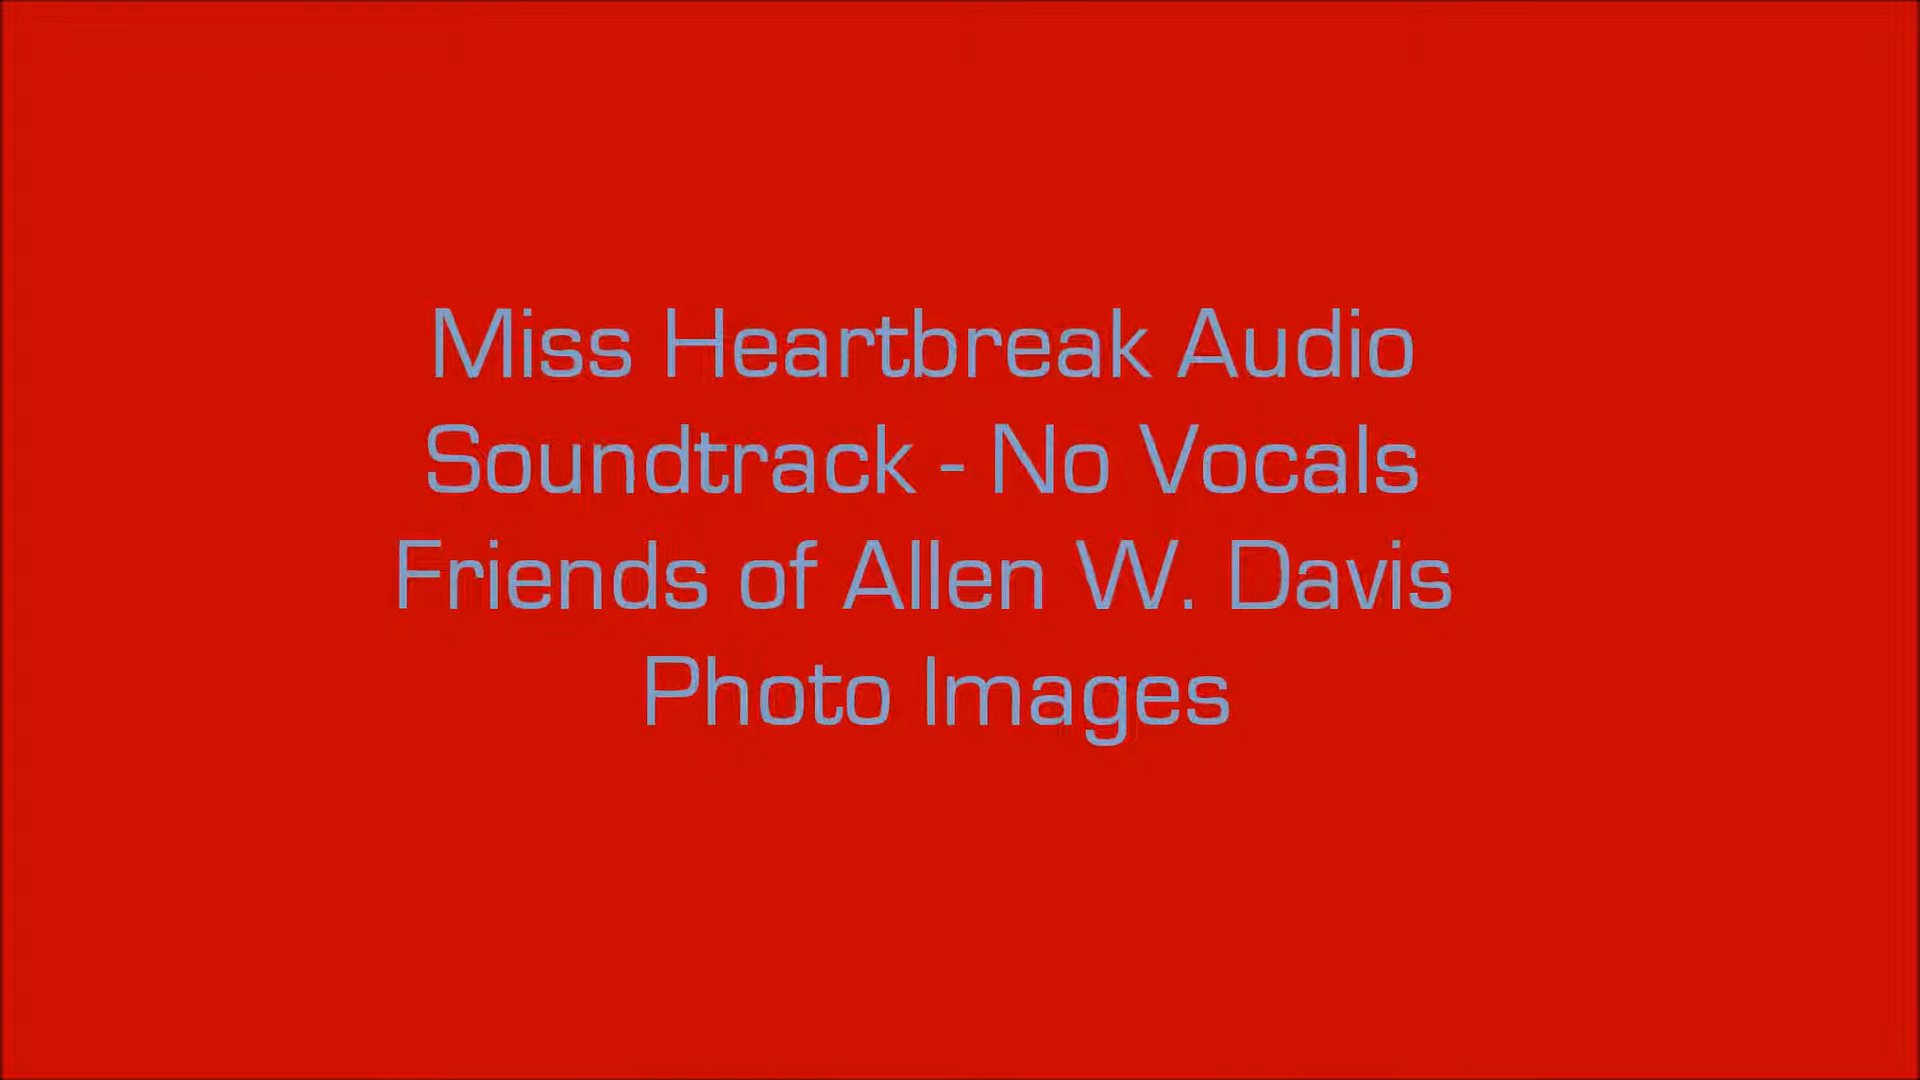 Miss Heartbreak Audio
Soundtrack - No Vocals
Friends of Allen W. Davis
Photo Images